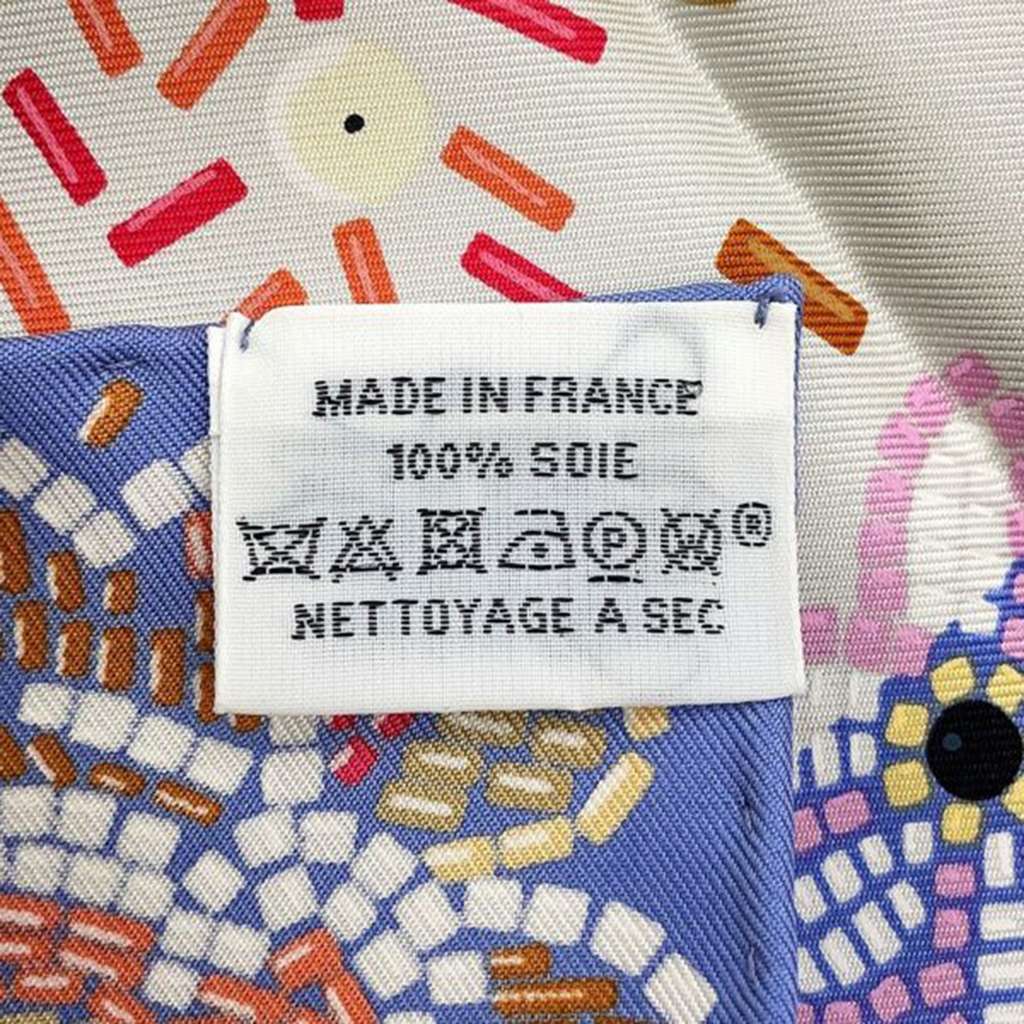 MADE IN FRANCE
100% SOIE
P W ®
NETTOYAGE A SEC